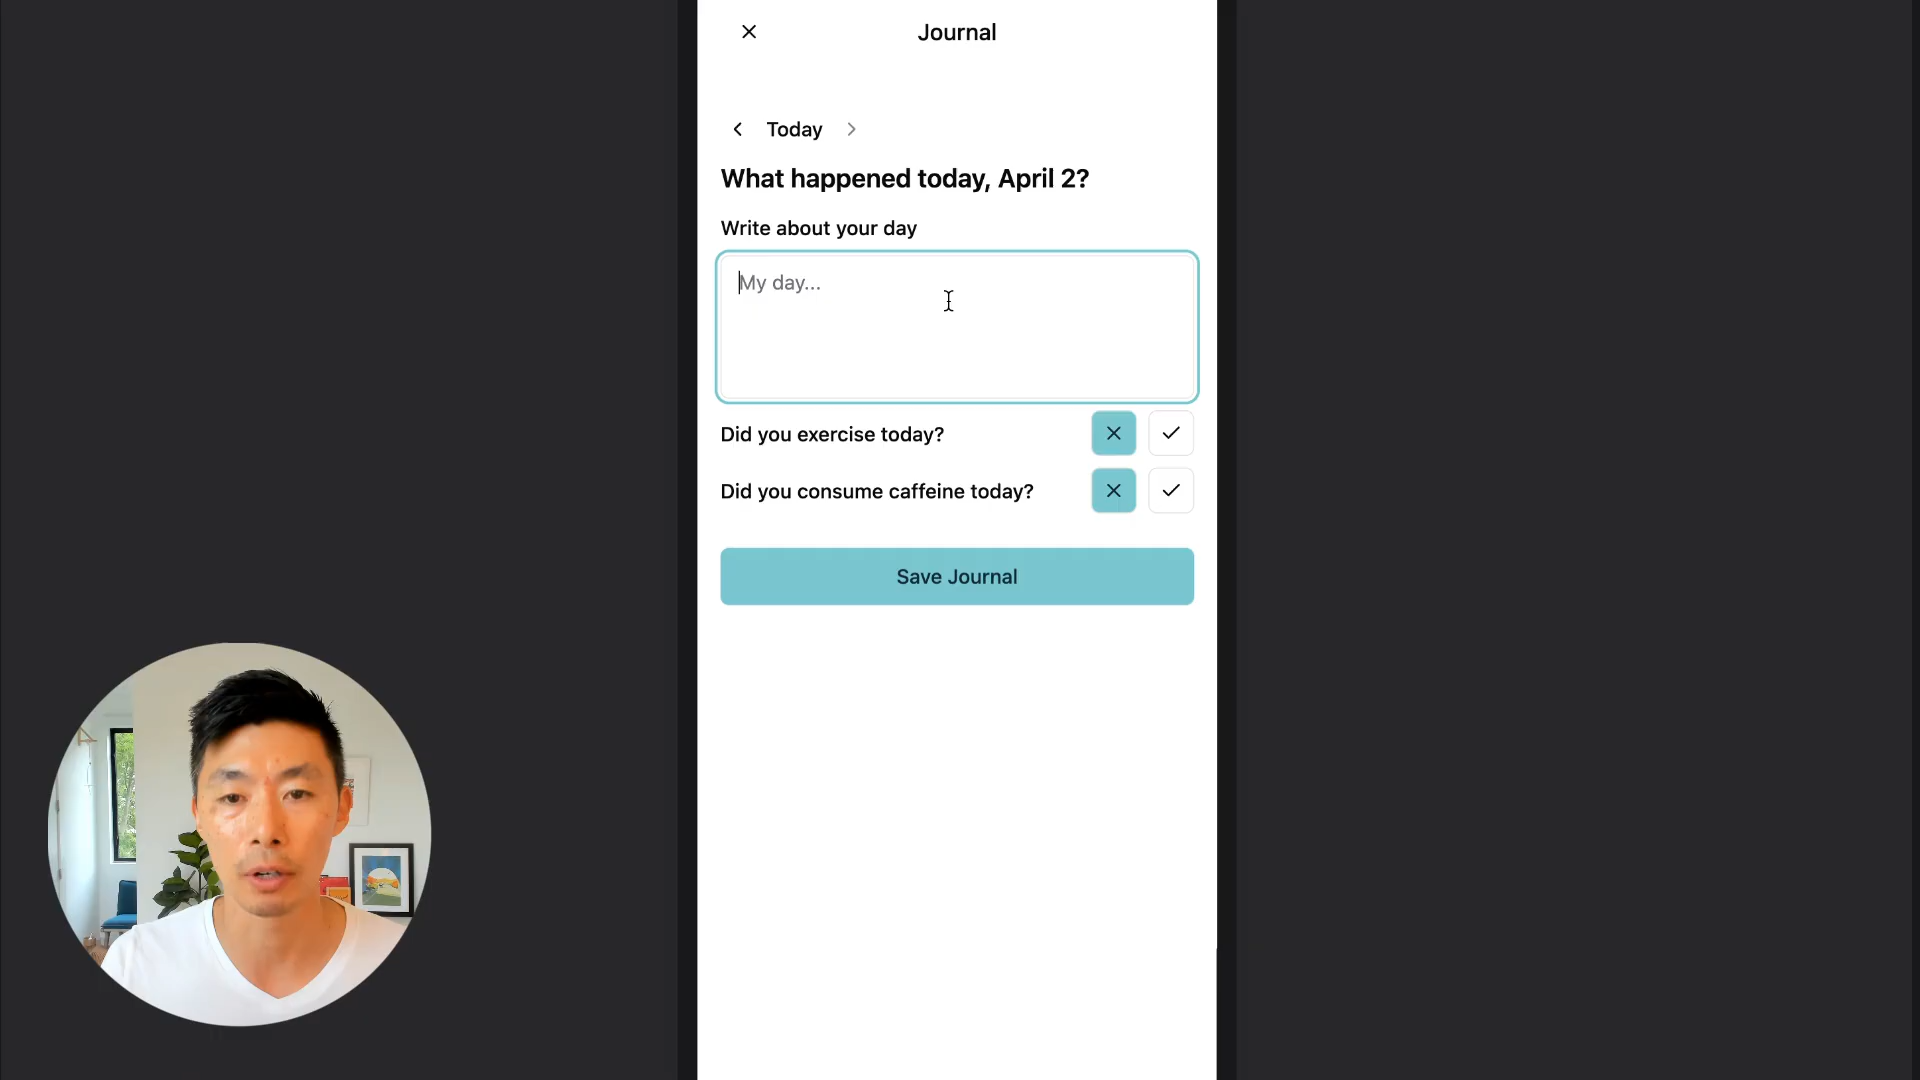 Journal
Today
What happened today, April 2?
Write about your day
My day...
Did you exercise today?
Did you consume caffeine today?
Save Journal